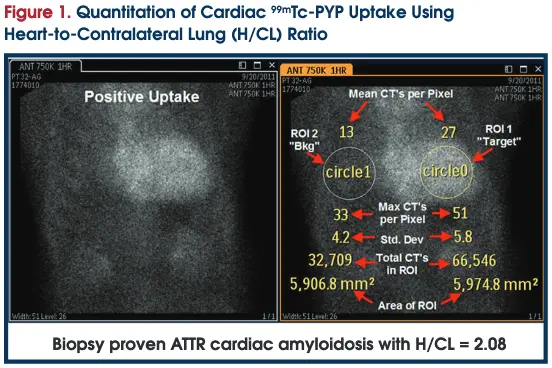 Figure 1. Quantitation of Cardiac ⁹⁹ᵐTc-PYP Uptake Using
Heart-to-Contralateral Lung (H/CL) Ratio
ANT 750K 1HR
PT 32-AG
1774010
9/20/2011
ANT 750K 1HR
ANT 750K 1HR
Positive Uptake
Width: 51 Level: 26
1 / 1
ANT 750K 1HR
PT 32-AG
1774010
9/20/2011
ANT 750K 1HR
ANT 750K 1HR
Mean CT's per Pixel
13 27
ROI 2
"Bkg"
ROI 1
"Target"
circle1 circle0
33 Max CT's per Pixel 51
4.2 Std. Dev 5.8
32,709 Total CT's in ROI 66,546
5,906.8 mm² 5,974.8 mm²
Area of ROI
Width: 51 Level: 26
1 / 1
Biopsy proven ATTR cardiac amyloidosis with H/CL = 2.08